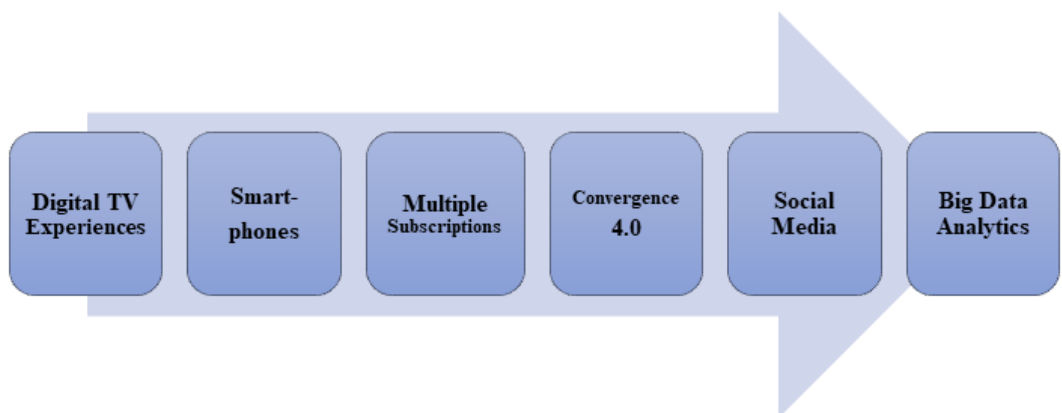 Digital TV
Experiences
Smart-
phones
Multiple
Subscriptions
Convergence
4.0
Social
Media
Big Data
Analytics